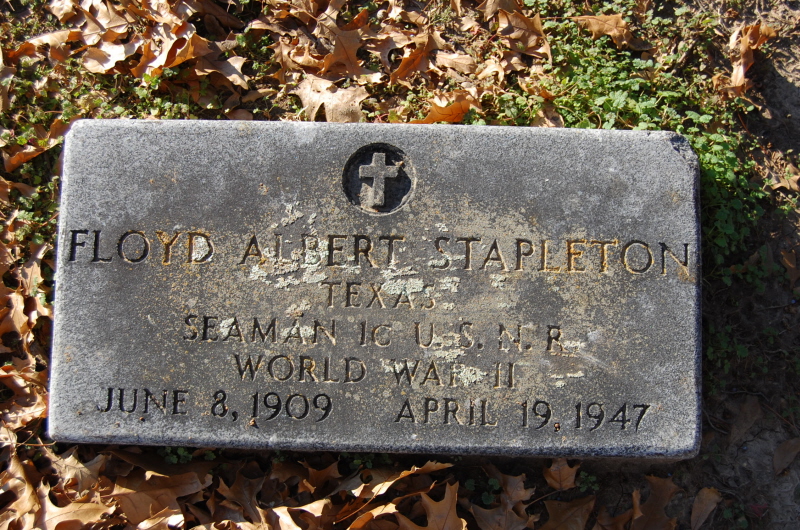 FLOYD ALBERT STAPLETON
TEXAS
SEAMAN 1C U.S.N.R.
WORLD WAR II
JUNE 8, 1909 APRIL 19, 1947